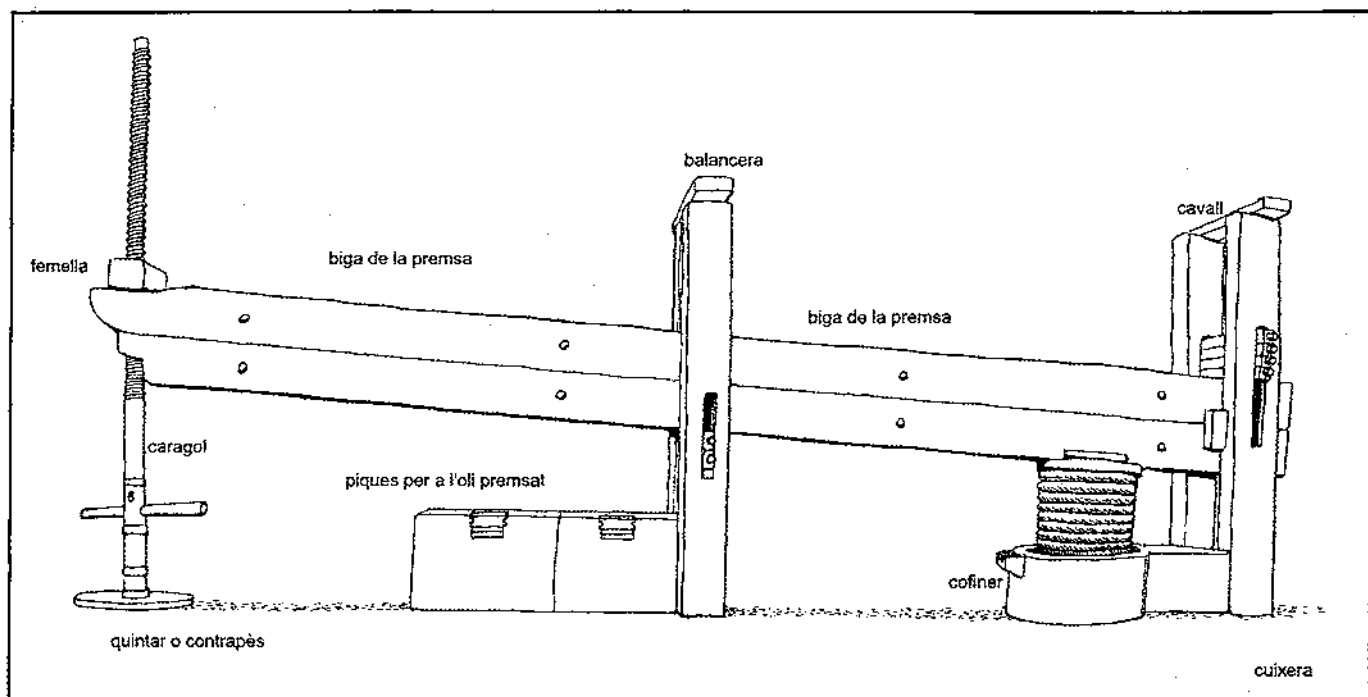 balancera
cavall
femella
biga de la premsa
biga de la premsa
caragol
piques per a l'oli premsat
cofiner
quintar o contrapès
cuixera